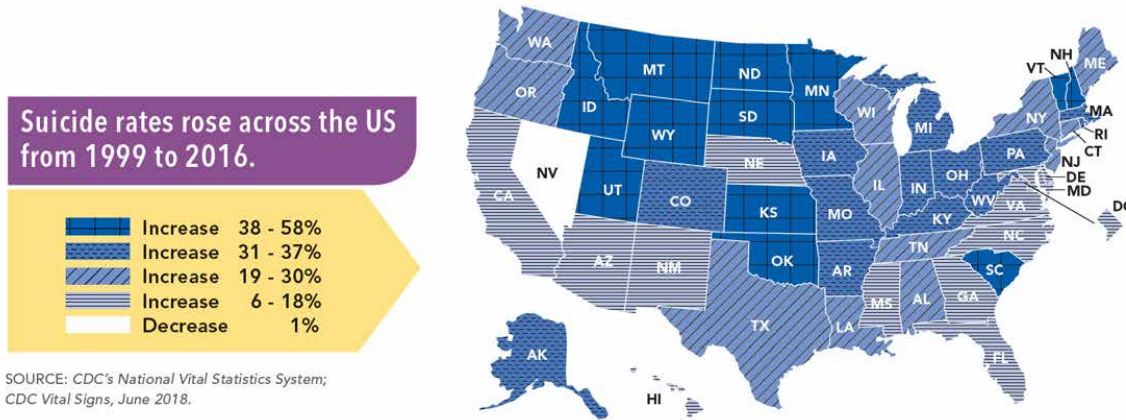 Suicide rates rose across the US
from 1999 to 2016.
Increase 38 - 58%
Increase 31 - 37%
Increase 19 - 30%
Increase 6 - 18%
Decrease 1%
SOURCE: CDC's National Vital Statistics System;
CDC Vital Signs, June 2018.
WA
OR
CA
NV
ID
MT
WY
UT
AZ
CO
NM
ND
SD
NE
KS
OK
TX
MN
IA
MO
AR
LA
WI
IL
MI
IN
OH
KY
TN
MS
AL
GA
FL
SC
NC
VA
WV
PA
NY
VT
NH
ME
MA
RI
CT
NJ
DE
MD
DC
AK
HI